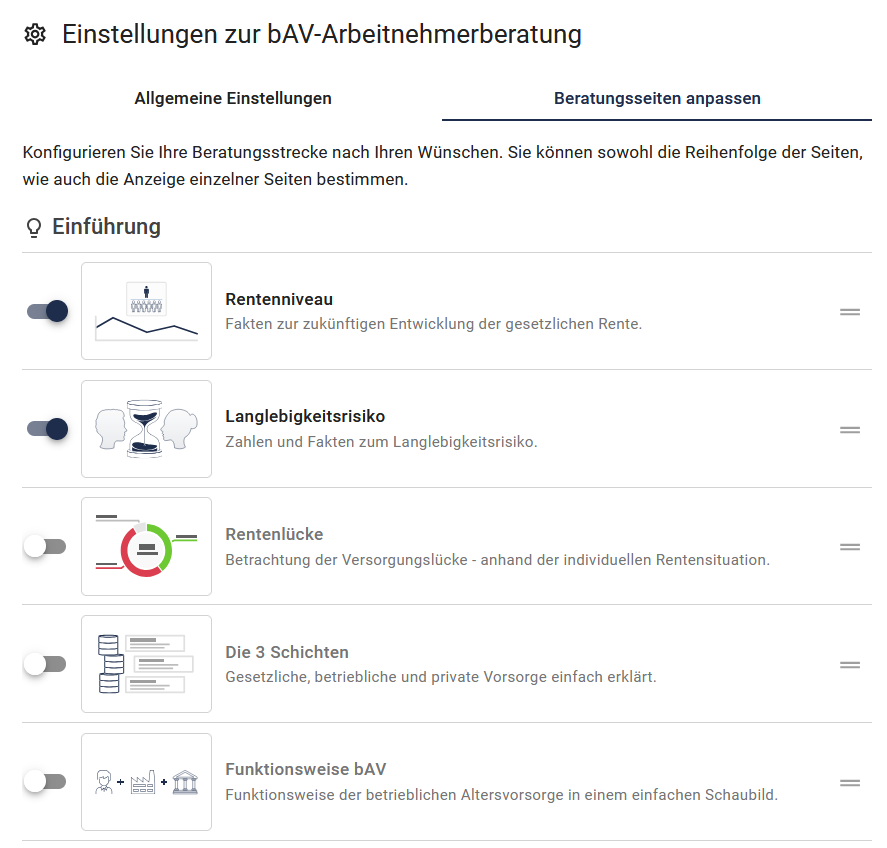 Einstellungen zur bAV-Arbeitnehmerberatung
Allgemeine Einstellungen
Beratungsseiten anpassen
Konfigurieren Sie Ihre Beratungsstrecke nach Ihren Wünschen. Sie können sowohl die Reihenfolge der Seiten,
wie auch die Anzeige einzelner Seiten bestimmen.
Einführung
Rentenniveau
Fakten zur zukünftigen Entwicklung der gesetzlichen Rente.
Langlebigkeitsrisiko
Zahlen und Fakten zum Langlebigkeitsrisiko.
Rentenlücke
Betrachtung der Versorgungslücke - anhand der individuellen Rentensituation.
Die 3 Schichten
Gesetzliche, betriebliche und private Vorsorge einfach erklärt.
Funktionsweise bAV
Funktionsweise der betrieblichen Altersvorsorge in einem einfachen Schaubild.